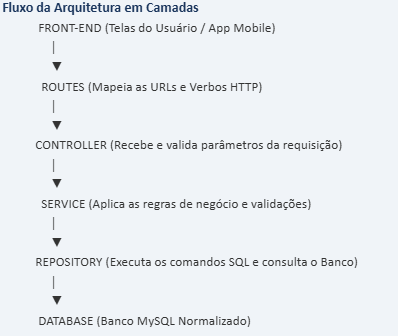 Fluxo da Arquitetura em Camadas
FRONT-END (Telas do Usuário / App Mobile)
|
▼
ROUTES (Mapeia as URLs e Verbos HTTP)
|
▼
CONTROLLER (Recebe e valida parâmetros da requisição)
|
▼
SERVICE (Aplica as regras de negócio e validações)
|
▼
REPOSITORY (Executa os comandos SQL e consulta o Banco)
|
▼
DATABASE (Banco MySQL Normalizado)